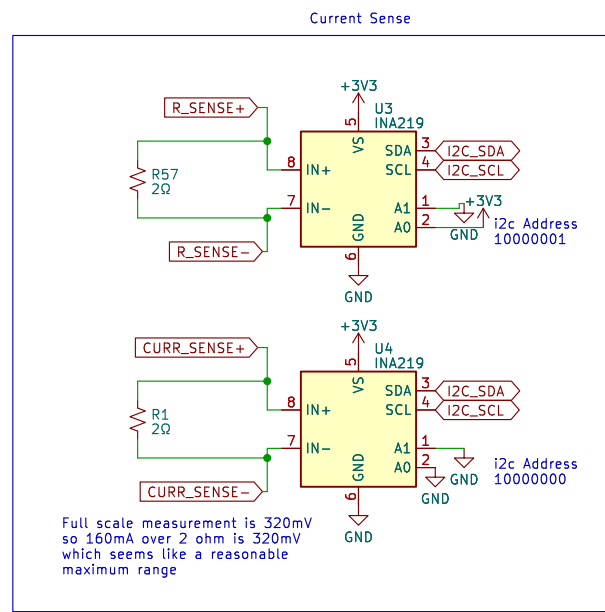 Current Sense
+3V3
R_SENSE+
U3
INA219
5
VS
3
SDA
I2C_SDA
8
IN+
4
SCL
I2C_SCL
R57
2Ω
7
IN-
1
A1
+3V3
2
A0
GND
i2c Address
10000001
R_SENSE-
GND
6
GND
+3V3
CURR_SENSE+
U4
INA219
5
VS
3
SDA
I2C_SDA
8
IN+
4
SCL
I2C_SCL
R1
2Ω
7
IN-
1
A1
2
A0
GND
i2c Address
10000000
CURR_SENSE-
GND
6
GND
GND
Full scale measurement is 320mV
so 160mA over 2 ohm is 320mV
which seems like a reasonable
maximum range